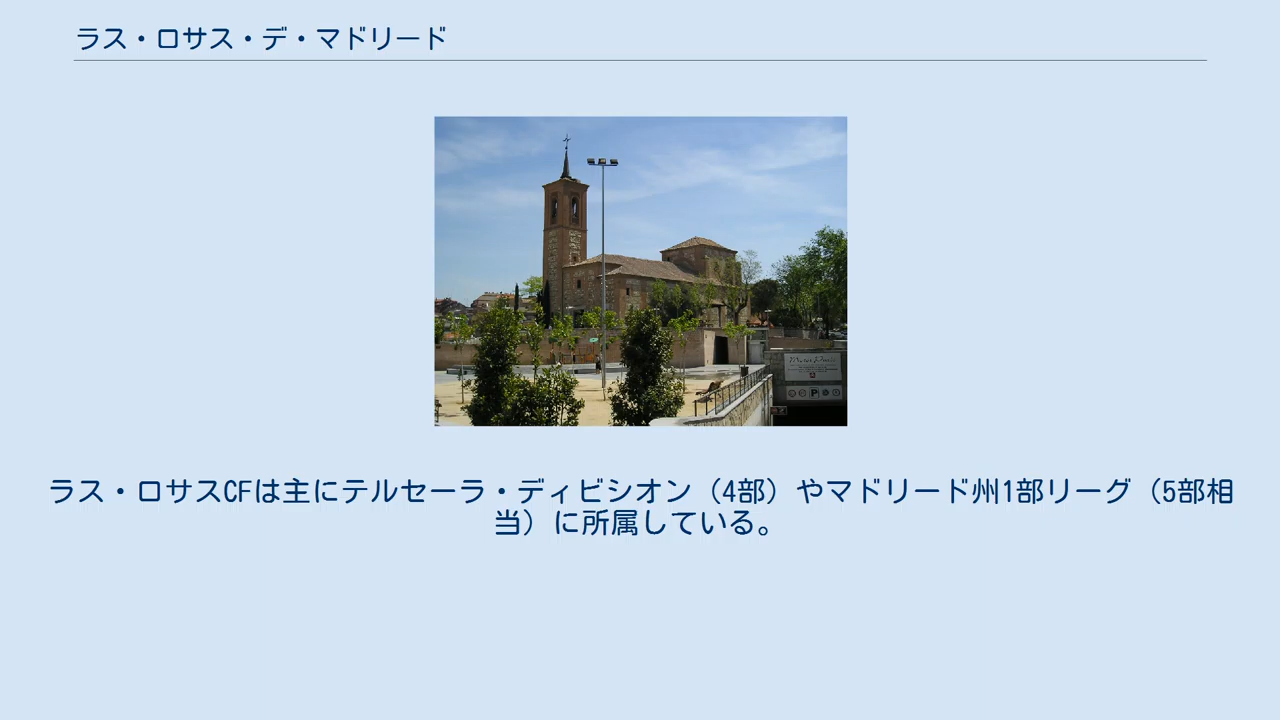 ラス・ロサス・デ・マドリード
P
ラス・ロサスCFは主にテルセーラ・ディビシオン（4部）やマドリード州1部リーグ（5部相
当）に所属している。